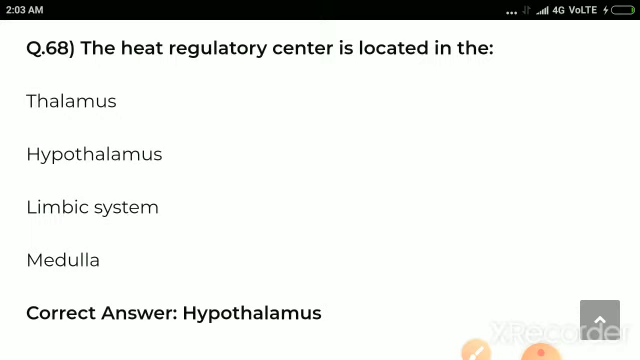 2:03 AM ... 4G VoLTE
Q.68) The heat regulatory center is located in the:
Thalamus
Hypothalamus
Limbic system
Medulla
Correct Answer: Hypothalamus
XRecorder